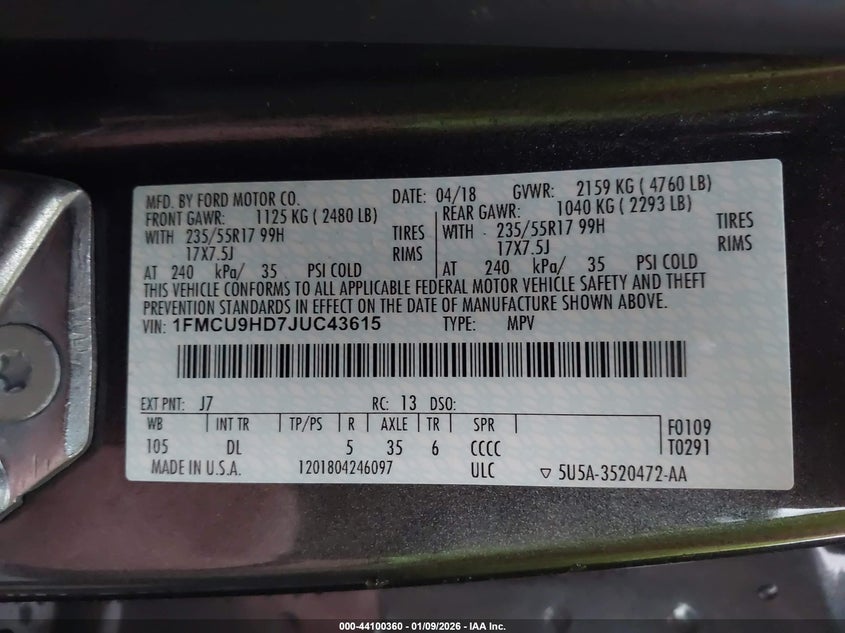 MFD. BY FORD MOTOR CO. DATE: 04/18 GVWR: 2159 KG ( 4760 LB)
FRONT GAWR: 1125 KG ( 2480 LB) REAR GAWR: 1040 KG ( 2293 LB)
WITH 235/55R17 99H TIRES WITH 235/55R17 99H TIRES
17X7.5J RIMS 17X7.5J RIMS
AT 240 kPa/ 35 PSI COLD AT 240 kPa/ 35 PSI COLD
THIS VEHICLE CONFORMS TO ALL APPLICABLE FEDERAL MOTOR VEHICLE SAFETY AND THEFT
PREVENTION STANDARDS IN EFFECT ON THE DATE OF MANUFACTURE SHOWN ABOVE.
VIN: 1FMCU9HD7JUC43615 TYPE: MPV
EXT PNT: J7 RC: 13 DSO:
WB INT TR TP/PS R AXLE TR SPR F0109
105 DL 5 35 6 CCCC T0291
MADE IN U.S.A. 1201804246097 ULC ▽ 5U5A-3520472-AA
000-44100360 - 01/09/2026 - IAA Inc.